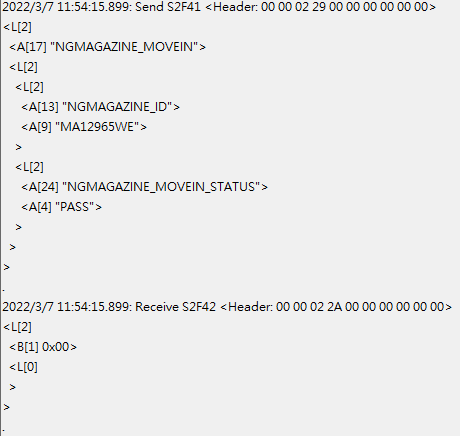 2022/3/7 11:54:15.899: Send S2F41 <Header: 00 00 02 29 00 00 00 00 00 00>
<L[2]
<A[17] "NGMAGAZINE_MOVEIN">
<L[2]
<L[2]
<A[13] "NGMAGAZINE_ID">
<A[9] "MA12965WE">
>
<L[2]
<A[24] "NGMAGAZINE_MOVEIN_STATUS">
<A[4] "PASS">
>
>
>
.
2022/3/7 11:54:15.899: Receive S2F42 <Header: 00 00 02 2A 00 00 00 00 00 00>
<L[2]
<B[1] 0x00>
<L[0]
>
>
.